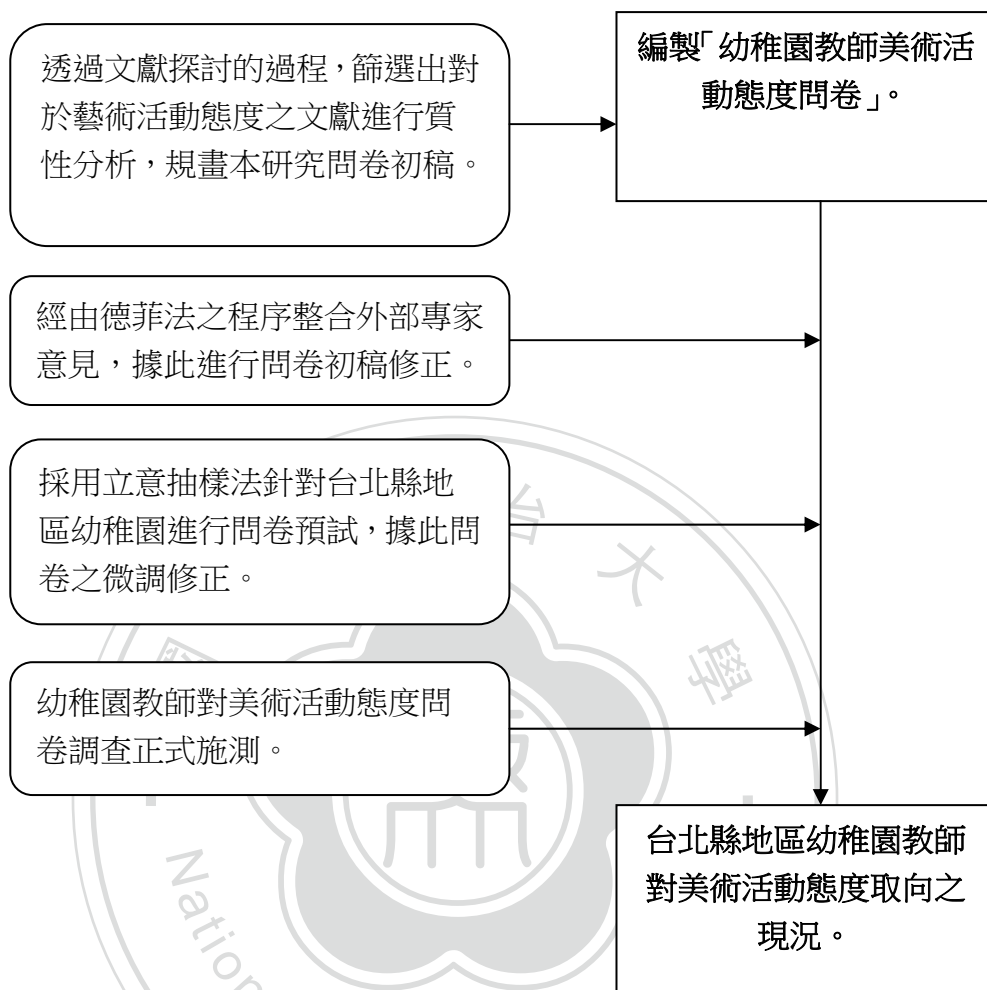 透過文獻探討的過程，篩選出對
於藝術活動態度之文獻進行質
性分析，規畫本研究問卷初稿。
編製「幼稚園教師美術活
動態度問卷」。
經由德菲法之程序整合外部專家
意見，據此進行問卷初稿修正。
採用立意抽樣法針對台北縣地
區幼稚園進行問卷預試，據此問
卷之微調修正。
幼稚園教師對美術活動態度問
卷調查正式施測。
台北縣地區幼稚園教師
對美術活動態度取向之
現況。
台大學
Nation